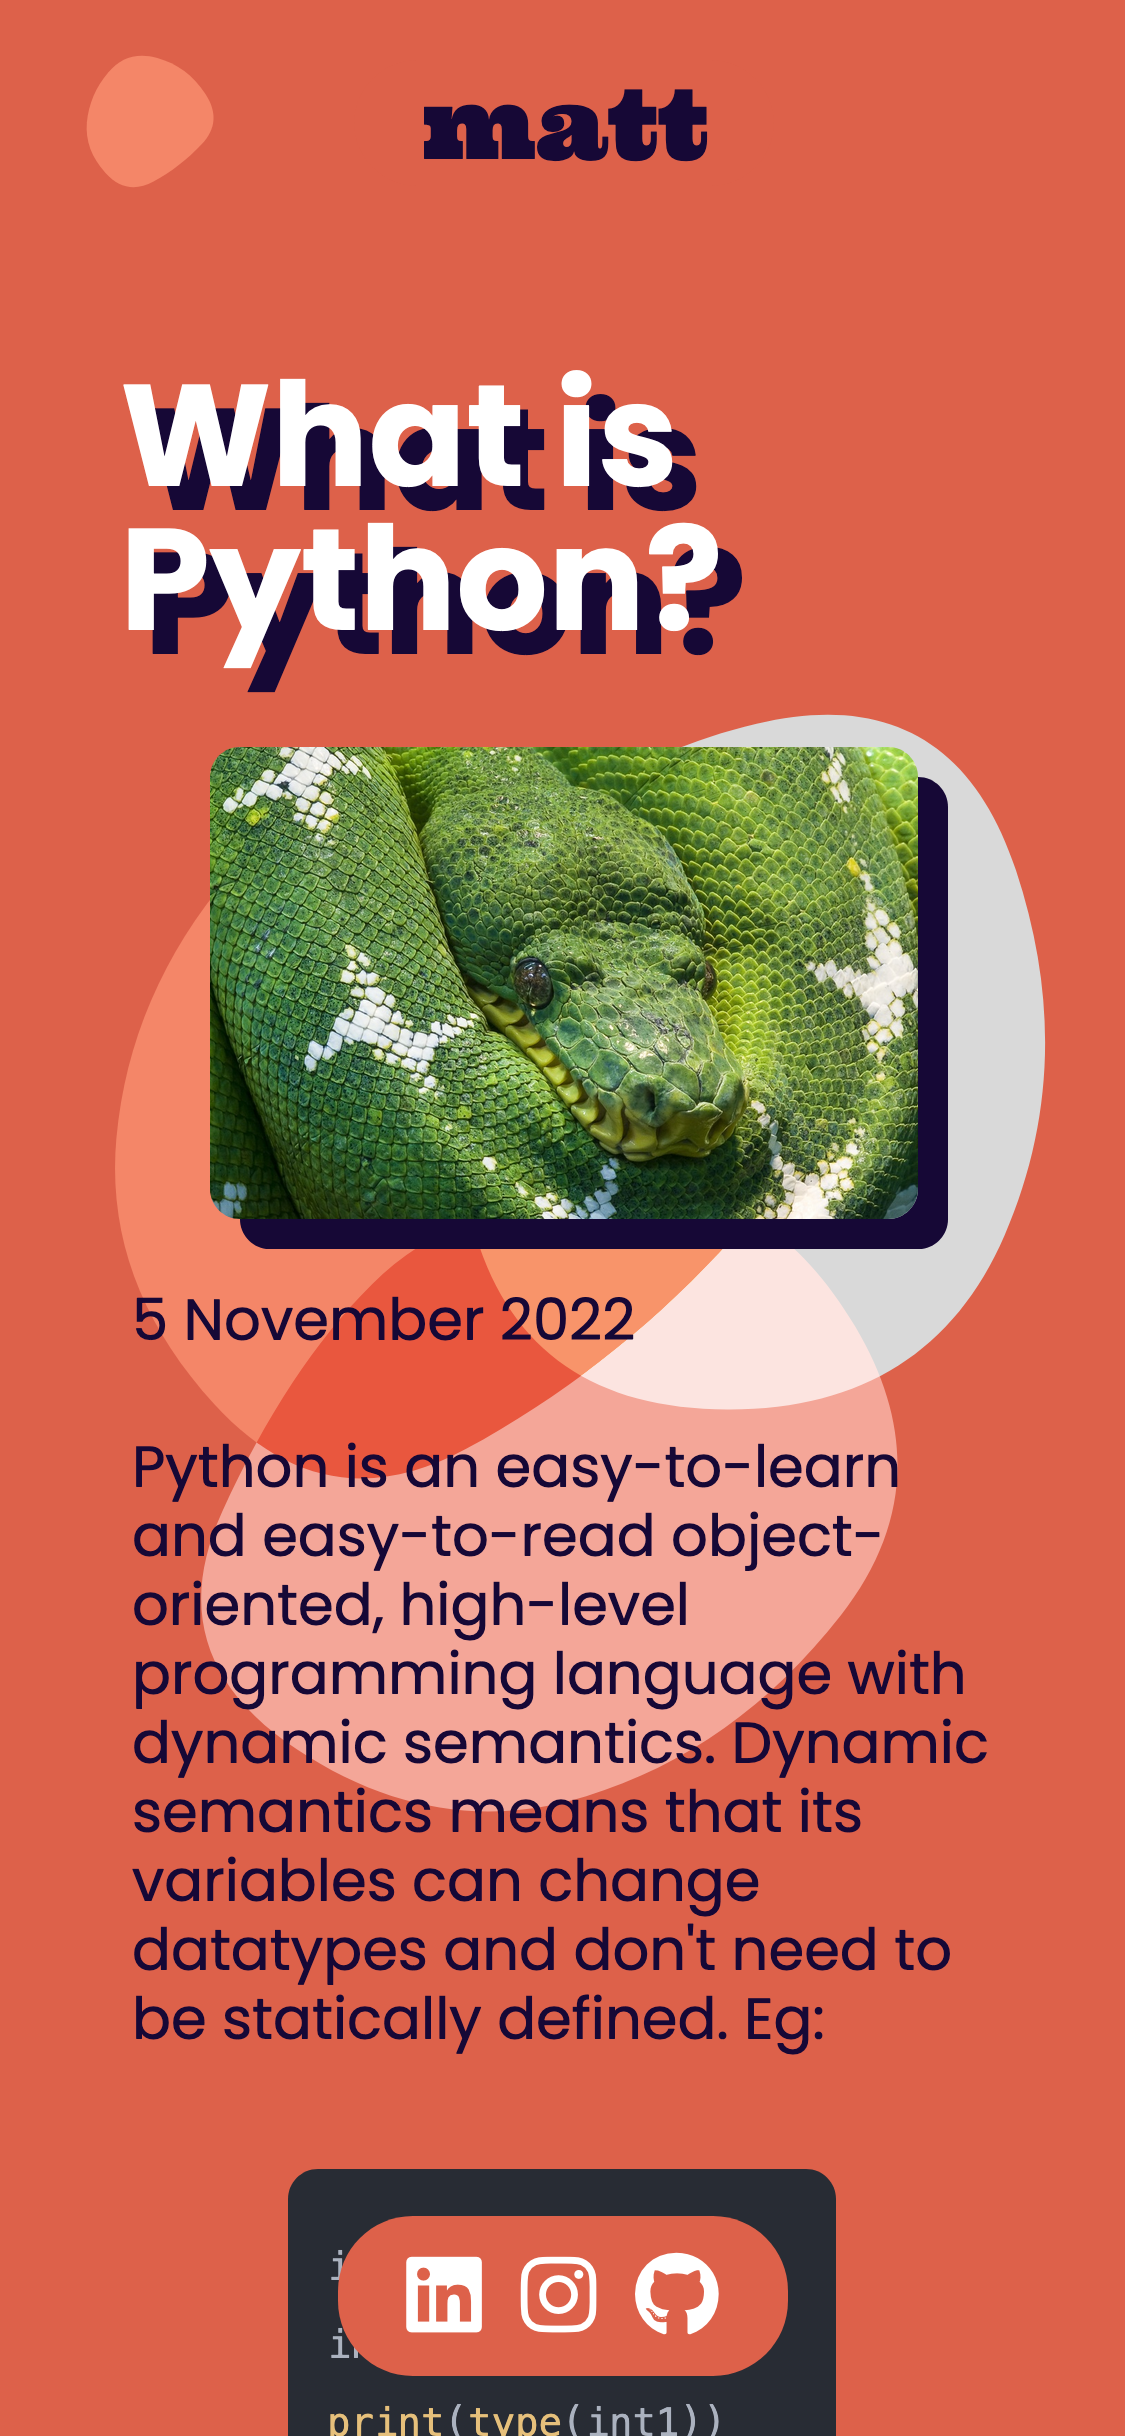 matt
What is
Python?
5 November 2022
Python is an easy-to-learn
and easy-to-read object-
oriented, high-level
programming language with
dynamic semantics. Dynamic
semantics means that its
variables can change
datatypes and don't need to
be statically defined. Eg:
in
print(type(int1))